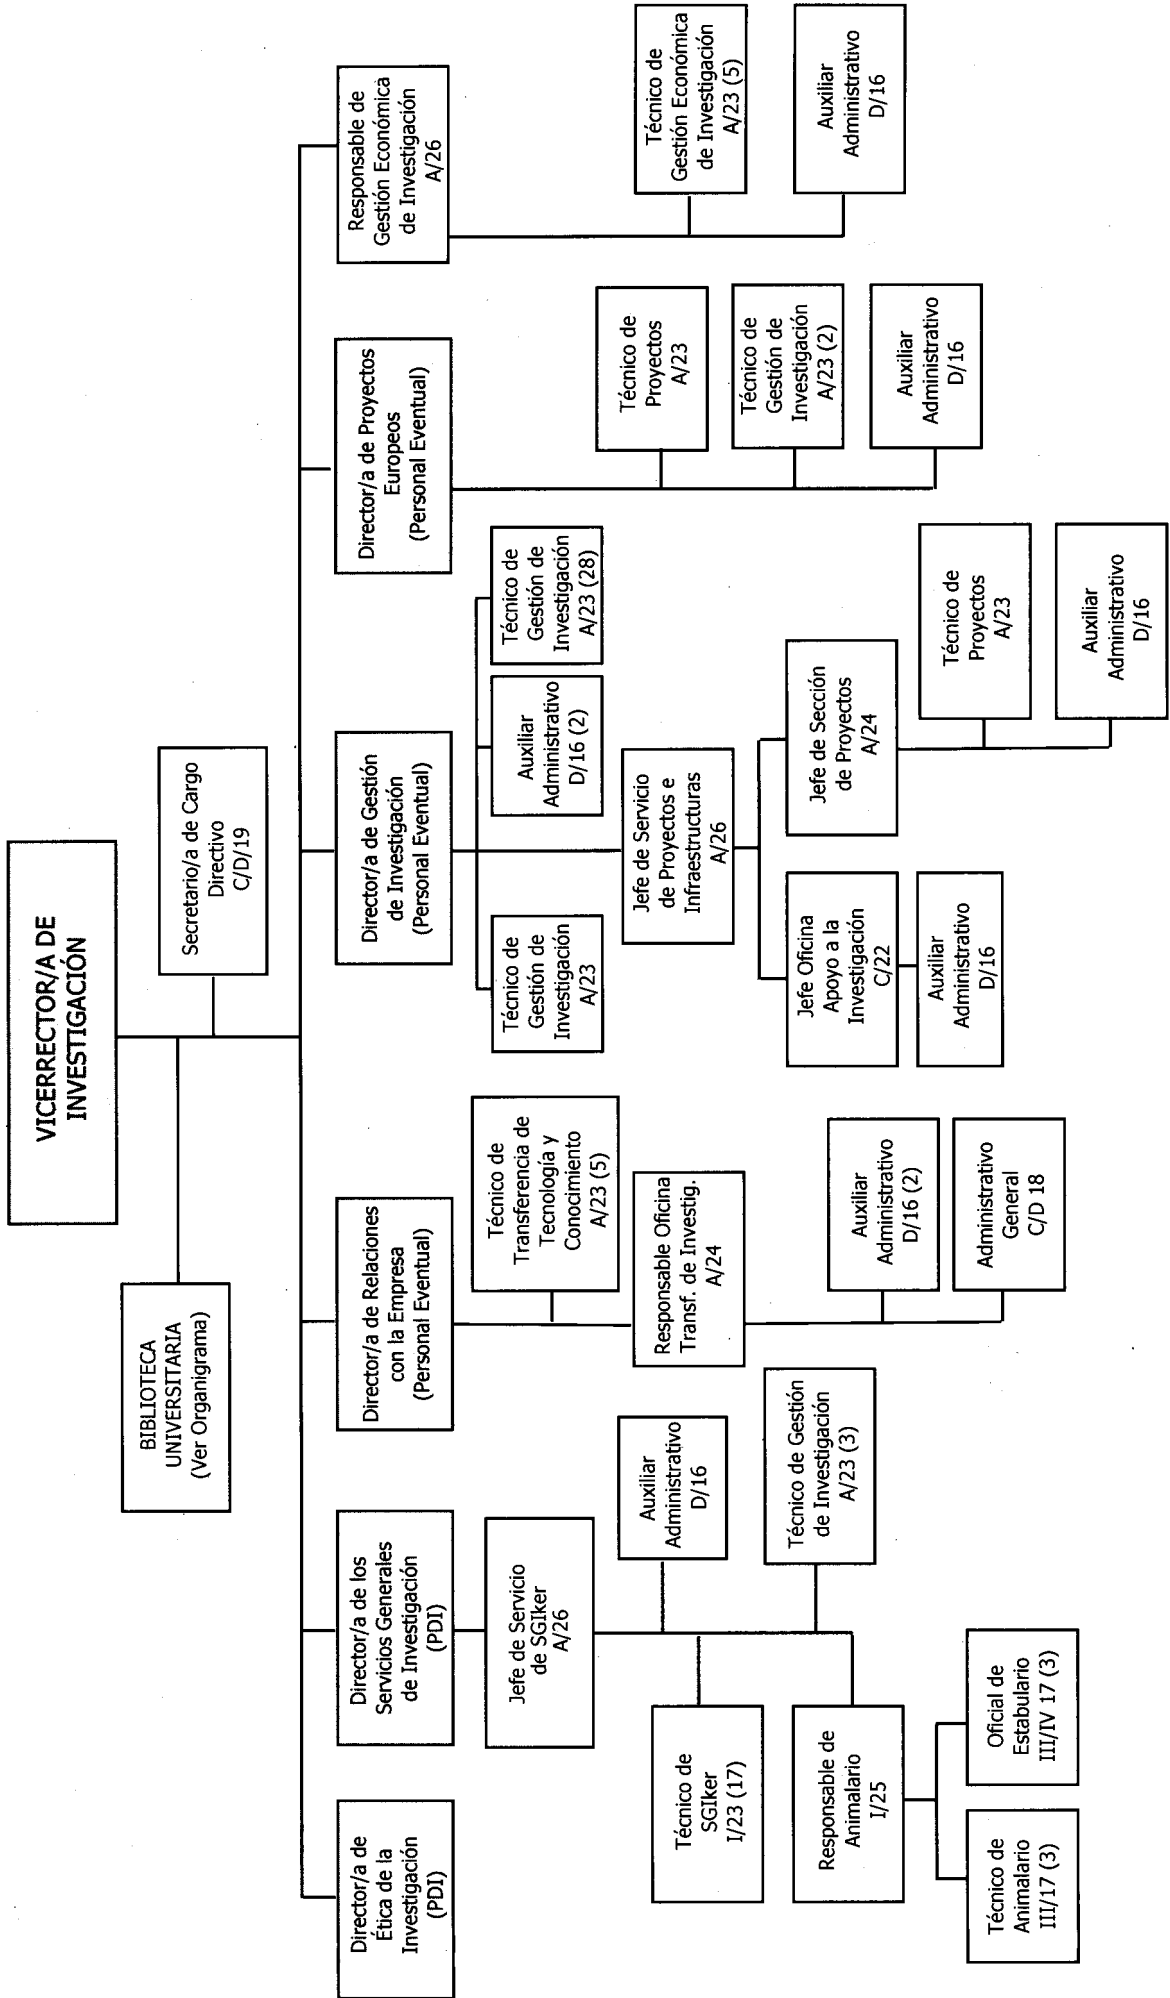 VICERRECTOR/A DE
INVESTIGACIÓN
BIBLIOTECA
UNIVERSITARIA
(Ver Organigrama)
Secretario/a de Cargo
Directivo
C/D/19
Director/a de
Ética de la
Investigación
(PDI)
Director/a de los
Servicios Generales
de Investigación
(PDI)
Director/a de Relaciones
con la Empresa
(Personal Eventual)
Director/a de Gestión
de Investigación
(Personal Eventual)
Director/a de Proyectos
Europeos
(Personal Eventual)
Responsable de
Gestión Económica
de Investigación
A/26
Jefe de Servicio
de SGIker
A/26
Auxiliar
Administrativo
D/16
Técnico de
SGIker
I/23 (17)
Técnico de Gestión
de Investigación
A/23 (3)
Responsable de
Animalario
I/25
Técnico de
Animalario
III/17 (3)
Oficial de
Estabulario
III/IV 17 (3)
Técnico de
Transferencia de
Tecnología y
Conocimiento
A/23 (5)
Responsable Oficina
Transf. de Investig.
A/24
Auxiliar
Administrativo
D/16 (2)
Administrativo
General
C/D 18
Técnico de
Gestión de
Investigación
A/23
Auxiliar
Administrativo
D/16 (2)
Técnico de
Gestión de
Investigación
A/23 (28)
Jefe de Servicio
de Proyectos e
Infraestructuras
A/26
Jefe Oficina
Apoyo a la
Investigación
C/22
Auxiliar
Administrativo
D/16
Jefe de Sección
de Proyectos
A/24
Técnico de
Proyectos
A/23
Auxiliar
Administrativo
D/16
Técnico de
Proyectos
A/23
Técnico de
Gestión de
Investigación
A/23 (2)
Auxiliar
Administrativo
D/16
Técnico de
Gestión Económica
de Investigación
A/23 (5)
Auxiliar
Administrativo
D/16